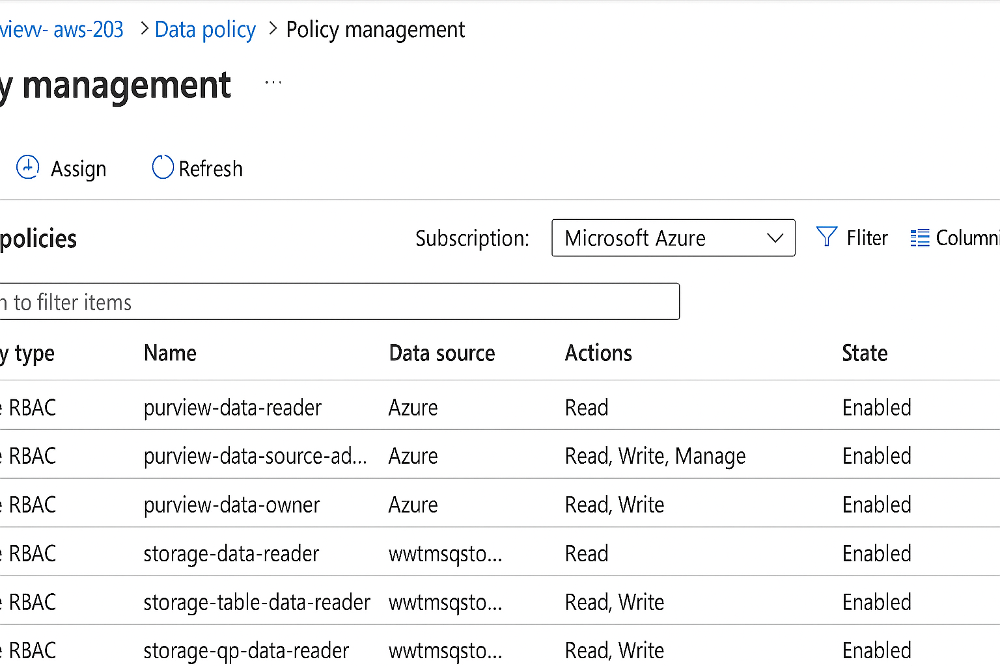 vievv- aws-203 > Data policy > Policy management
y management ...
Assign Refresh
policies Subscription: Microsoft Azure Fliter Column
n to filter items
y type Name Data source Actions State
e RBAC purview-data-reader Azure Read Enabled
e RBAC purview-data-source-ad... Azure Read, Write, Manage Enabled
e RBAC purview-data-owner Azure Read, Write Enabled
e RBAC storage-data-reader wwtmsqsto... Read Enabled
e RBAC storage-table-data-reader wwtmsqsto... Read, Write Enabled
e RBAC storage-qp-data-reader wwtmsqsto... Read, Write Enabled